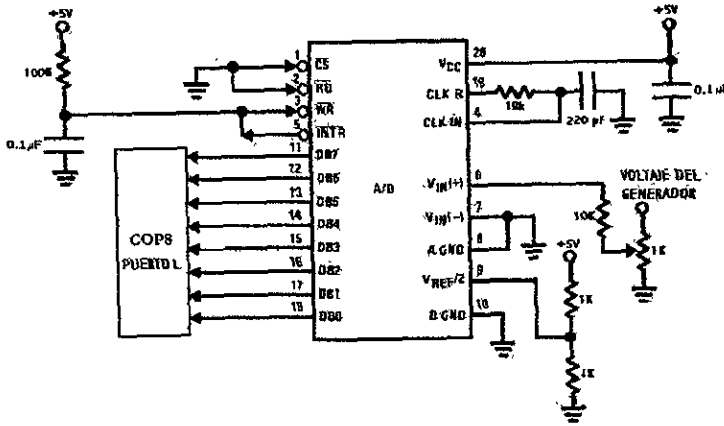 +5V
100K
0.1μF
COP8
PUERTO L
1
CS
2
RD
3
WR
5
INTR
11
DB7
12
DB6
13
DB5
14
DB4
15
DB3
16
DB2
17
DB1
18
DB0
A/D
20
VCC
19
CLK R
4
CLK IN
10k
220 pF
+5V
0.1 μ
6
VIN(+)
7
VIN(-)
8
A.GND
9
VREF/2
10
D.GND
VOLTAJE DEL
GENERADOR
10K
1K
+5V
1K
1K